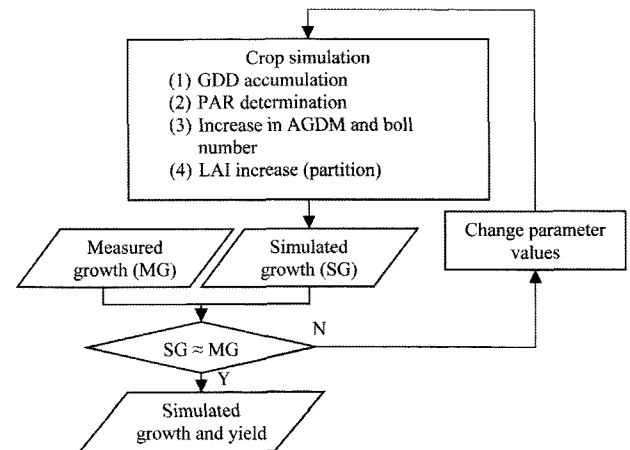 Crop simulation
(1) GDD accumulation
(2) PAR determination
(3) Increase in AGDM and boll
number
(4) LAI increase (partition)
Measured
growth (MG)
Simulated
growth (SG)
Change parameter
values
N
SG ≈ MG
Y
Simulated
growth and yield